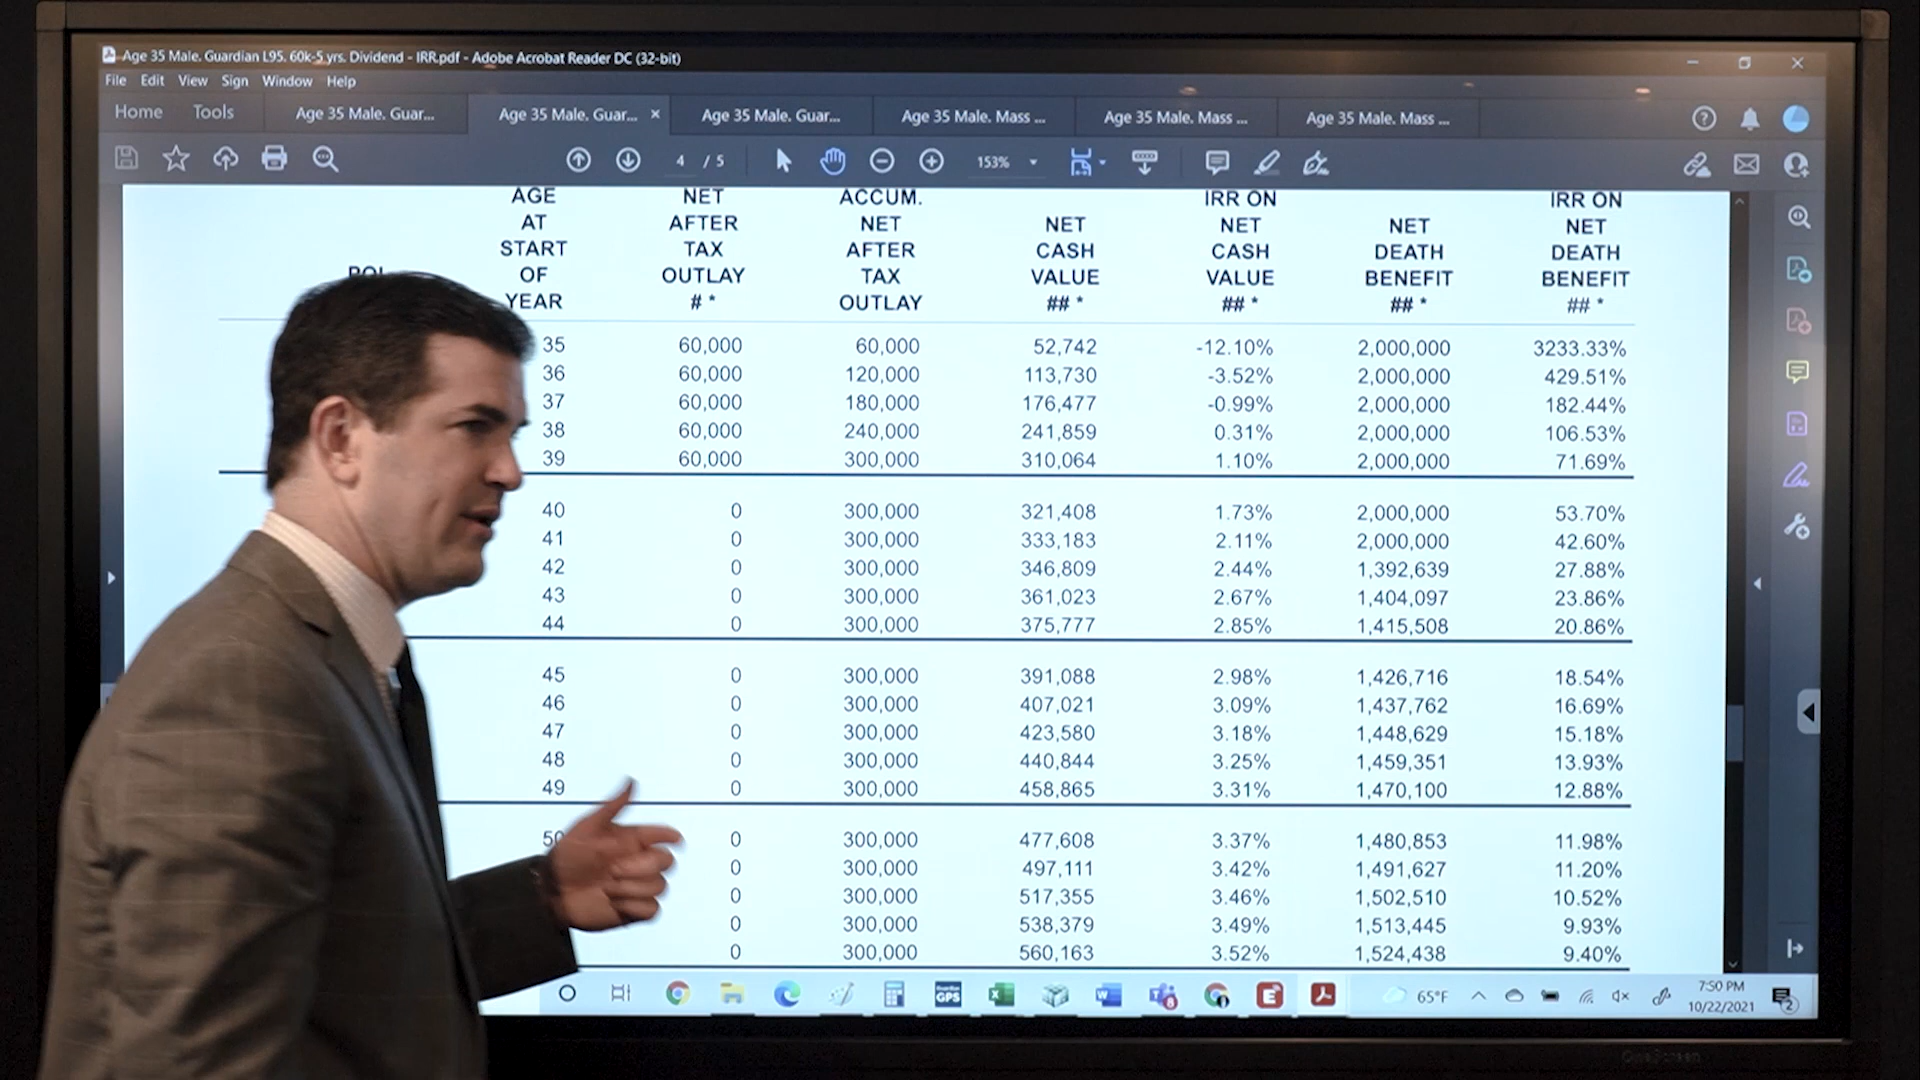 Age 35 Male. Guardian L95. 60k-5 yrs. Dividend - IRR.pdf - Adobe Acrobat Reader DC (32-bit)
File Edit View Sign Window Help
Home Tools Age 35 Male. Guar... Age 35 Male. Guar... × Age 35 Male. Guar... Age 35 Male. Mass ... Age 35 Male. Mass ... Age 35 Male. Mass ...
4 / 5 153%
AGE NET ACCUM. IRR ON IRR ON
AT AFTER NET NET NET NET NET
START TAX AFTER CASH CASH DEATH DEATH
OF OUTLAY TAX VALUE VALUE BENEFIT BENEFIT
YEAR # * OUTLAY ## * ## * ## * ## *
35 60,000 60,000 52,742 -12.10% 2,000,000 3233.33%
36 60,000 120,000 113,730 -3.52% 2,000,000 429.51%
37 60,000 180,000 176,477 -0.99% 2,000,000 182.44%
38 60,000 240,000 241,859 0.31% 2,000,000 106.53%
39 60,000 300,000 310,064 1.10% 2,000,000 71.69%
40 0 300,000 321,408 1.73% 2,000,000 53.70%
41 0 300,000 333,183 2.11% 2,000,000 42.60%
42 0 300,000 346,809 2.44% 1,392,639 27.88%
43 0 300,000 361,023 2.67% 1,404,097 23.86%
44 0 300,000 375,777 2.85% 1,415,508 20.86%
45 0 300,000 391,088 2.98% 1,426,716 18.54%
46 0 300,000 407,021 3.09% 1,437,762 16.69%
47 0 300,000 423,580 3.18% 1,448,629 15.18%
48 0 300,000 440,844 3.25% 1,459,351 13.93%
49 0 300,000 458,865 3.31% 1,470,100 12.88%
50 0 300,000 477,608 3.37% 1,480,853 11.98%
0 300,000 497,111 3.42% 1,491,627 11.20%
0 300,000 517,355 3.46% 1,502,510 10.52%
0 300,000 538,379 3.49% 1,513,445 9.93%
0 300,000 560,163 3.52% 1,524,438 9.40%
GPS 65°F 7:50 PM
10/22/2021